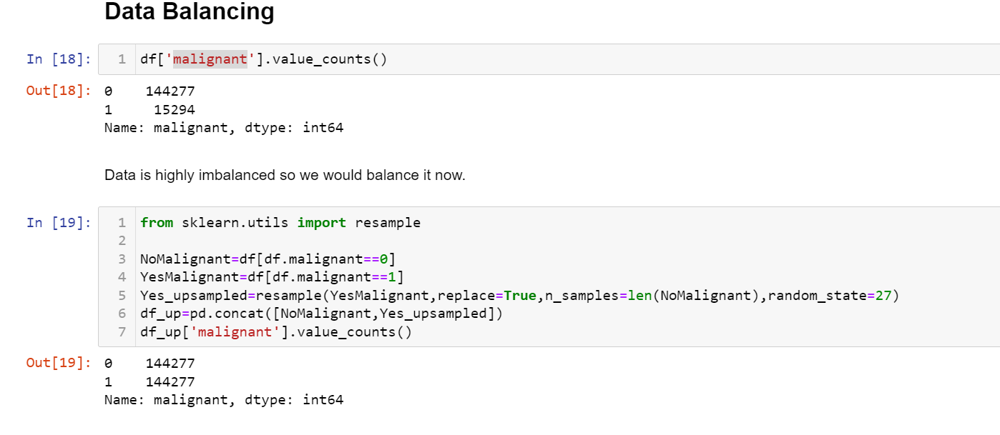 Data Balancing
In [18]: 1 df['malignant'].value_counts()
Out[18]: 0    144277
1     15294
Name: malignant, dtype: int64
Data is highly imbalanced so we would balance it now.
In [19]: 1 from sklearn.utils import resample
2
3 NoMalignant=df[df.malignant==0]
4 YesMalignant=df[df.malignant==1]
5 Yes_upsampled=resample(YesMalignant,replace=True,n_samples=len(NoMalignant),random_state=27)
6 df_up=pd.concat([NoMalignant,Yes_upsampled])
7 df_up['malignant'].value_counts()
Out[19]: 0    144277
1    144277
Name: malignant, dtype: int64